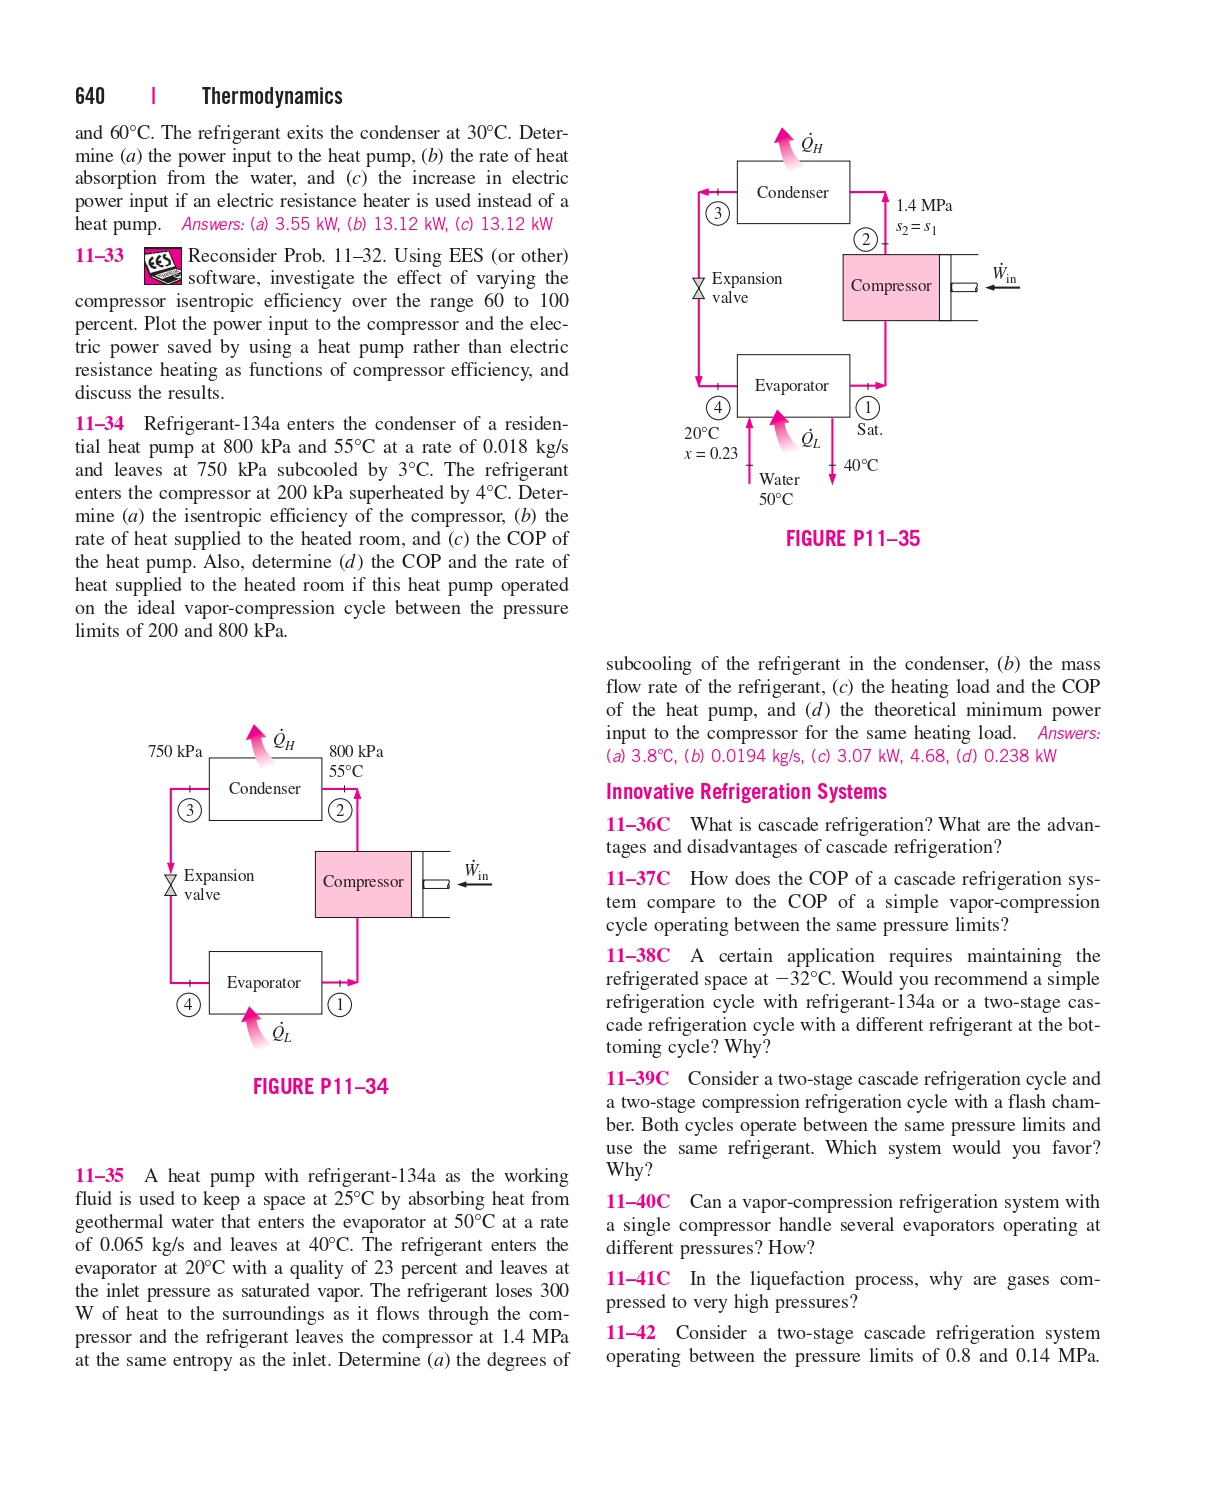 640 | Thermodynamics
and 60°C. The refrigerant exits the condenser at 30°C. Deter-
mine (a) the power input to the heat pump, (b) the rate of heat
absorption from the water, and (c) the increase in electric
power input if an electric resistance heater is used instead of a
heat pump. Answers: (a) 3.55 kW, (b) 13.12 kW, (c) 13.12 kW
11–33 EES Reconsider Prob. 11–32. Using EES (or other)
software, investigate the effect of varying the
compressor isentropic efficiency over the range 60 to 100
percent. Plot the power input to the compressor and the elec-
tric power saved by using a heat pump rather than electric
resistance heating as functions of compressor efficiency, and
discuss the results.
11–34 Refrigerant-134a enters the condenser of a residen-
tial heat pump at 800 kPa and 55°C at a rate of 0.018 kg/s
and leaves at 750 kPa subcooled by 3°C. The refrigerant
enters the compressor at 200 kPa superheated by 4°C. Deter-
mine (a) the isentropic efficiency of the compressor, (b) the
rate of heat supplied to the heated room, and (c) the COP of
the heat pump. Also, determine (d) the COP and the rate of
heat supplied to the heated room if this heat pump operated
on the ideal vapor-compression cycle between the pressure
limits of 200 and 800 kPa.
Q̇H
750 kPa
800 kPa
55°C
Condenser
3
2
Expansion
valve
Compressor
Ẇin
Evaporator
4
1
Q̇L
FIGURE P11–34
11–35 A heat pump with refrigerant-134a as the working
fluid is used to keep a space at 25°C by absorbing heat from
geothermal water that enters the evaporator at 50°C at a rate
of 0.065 kg/s and leaves at 40°C. The refrigerant enters the
evaporator at 20°C with a quality of 23 percent and leaves at
the inlet pressure as saturated vapor. The refrigerant loses 300
W of heat to the surroundings as it flows through the com-
pressor and the refrigerant leaves the compressor at 1.4 MPa
at the same entropy as the inlet. Determine (a) the degrees of
Q̇H
Condenser
3
1.4 MPa
s2 = s1
2
Expansion
valve
Compressor
Ẇin
Evaporator
4
1
20°C
x = 0.23
Q̇L
Sat.
40°C
Water
50°C
FIGURE P11–35
subcooling of the refrigerant in the condenser, (b) the mass
flow rate of the refrigerant, (c) the heating load and the COP
of the heat pump, and (d) the theoretical minimum power
input to the compressor for the same heating load. Answers:
(a) 3.8°C, (b) 0.0194 kg/s, (c) 3.07 kW, 4.68, (d) 0.238 kW
Innovative Refrigeration Systems
11–36C What is cascade refrigeration? What are the advan-
tages and disadvantages of cascade refrigeration?
11–37C How does the COP of a cascade refrigeration sys-
tem compare to the COP of a simple vapor-compression
cycle operating between the same pressure limits?
11–38C A certain application requires maintaining the
refrigerated space at −32°C. Would you recommend a simple
refrigeration cycle with refrigerant-134a or a two-stage cas-
cade refrigeration cycle with a different refrigerant at the bot-
toming cycle? Why?
11–39C Consider a two-stage cascade refrigeration cycle and
a two-stage compression refrigeration cycle with a flash cham-
ber. Both cycles operate between the same pressure limits and
use the same refrigerant. Which system would you favor?
Why?
11–40C Can a vapor-compression refrigeration system with
a single compressor handle several evaporators operating at
different pressures? How?
11–41C In the liquefaction process, why are gases com-
pressed to very high pressures?
11–42 Consider a two-stage cascade refrigeration system
operating between the pressure limits of 0.8 and 0.14 MPa.